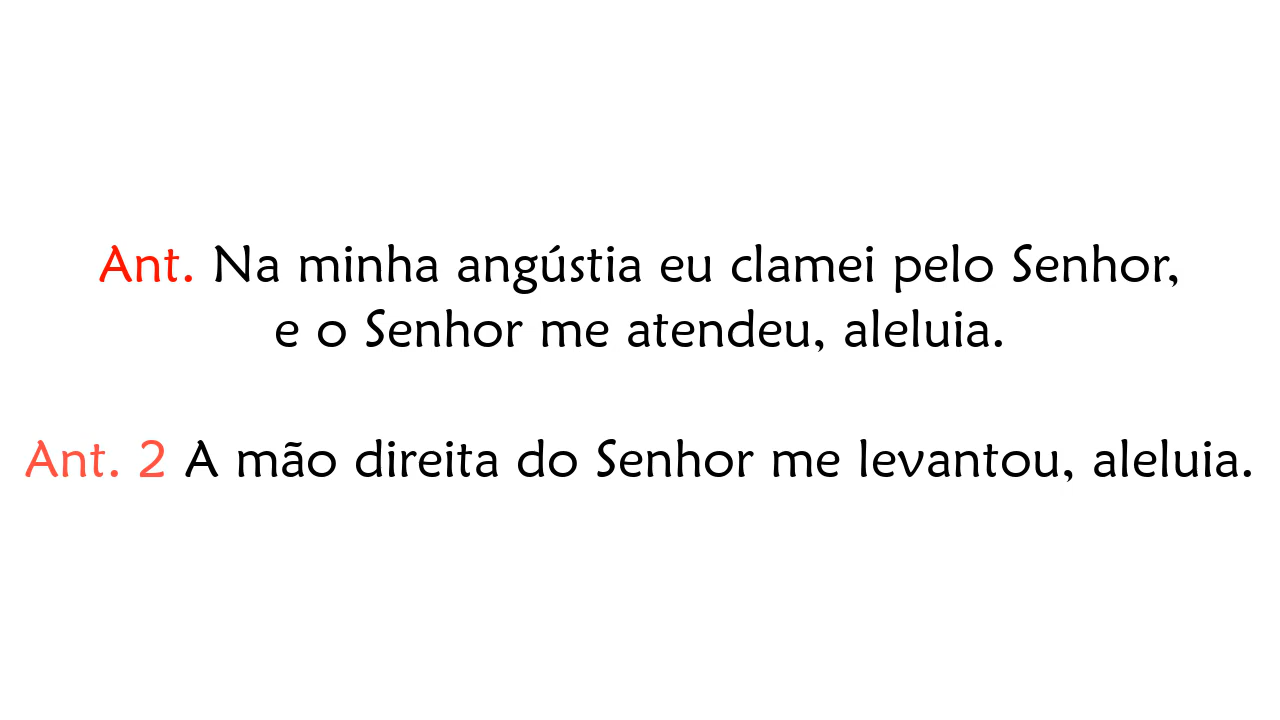 Ant. Na minha angústia eu clamei pelo Senhor,
e o Senhor me atendeu, aleluia.
Ant. 2 A mão direita do Senhor me levantou, aleluia.